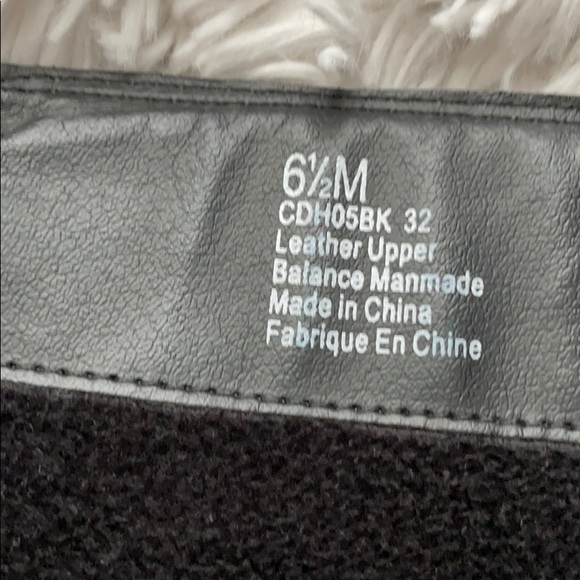 6½M
CDH05BK 32
Leather Upper
Balance Manmade
Made in China
Fabrique En Chine